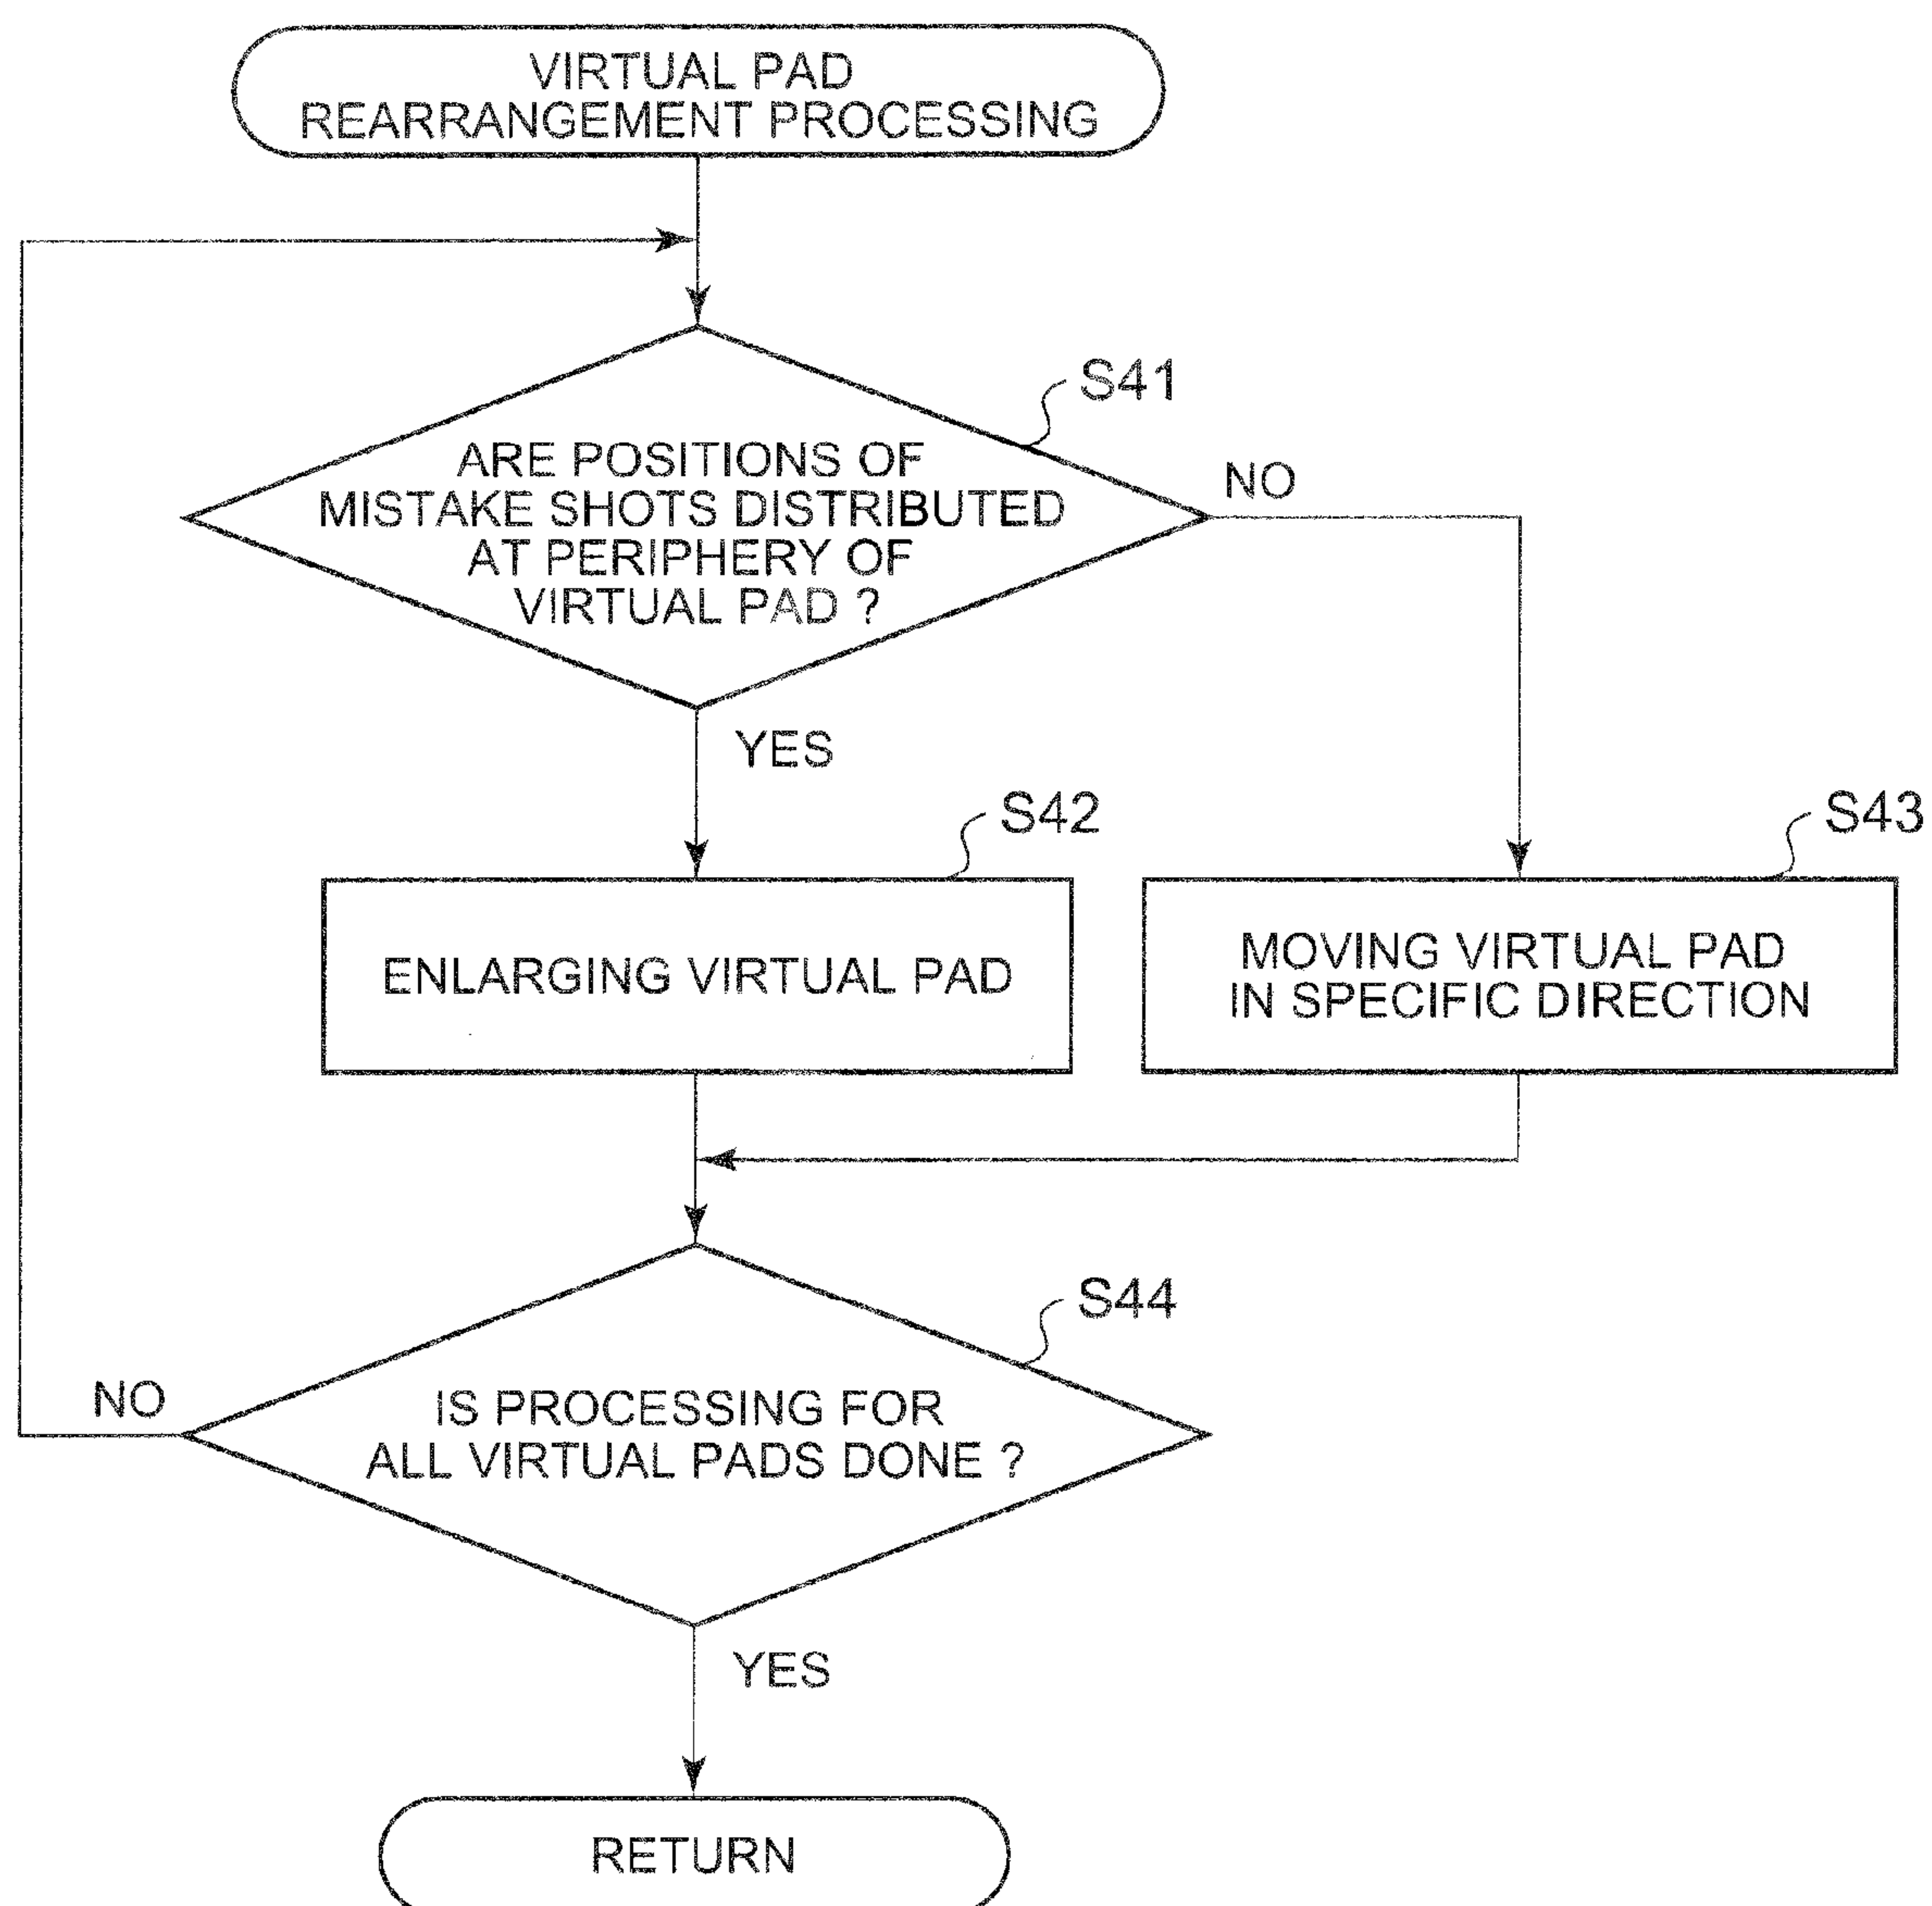 VIRTUAL PAD
REARRANGEMENT PROCESSING
S41
ARE POSITIONS OF
MISTAKE SHOTS DISTRIBUTED
AT PERIPHERY OF
VIRTUAL PAD ?
NO
YES
S42
S43
ENLARGING VIRTUAL PAD
MOVING VIRTUAL PAD
IN SPECIFIC DIRECTION
S44
NO
IS PROCESSING FOR
ALL VIRTUAL PADS DONE ?
YES
RETURN